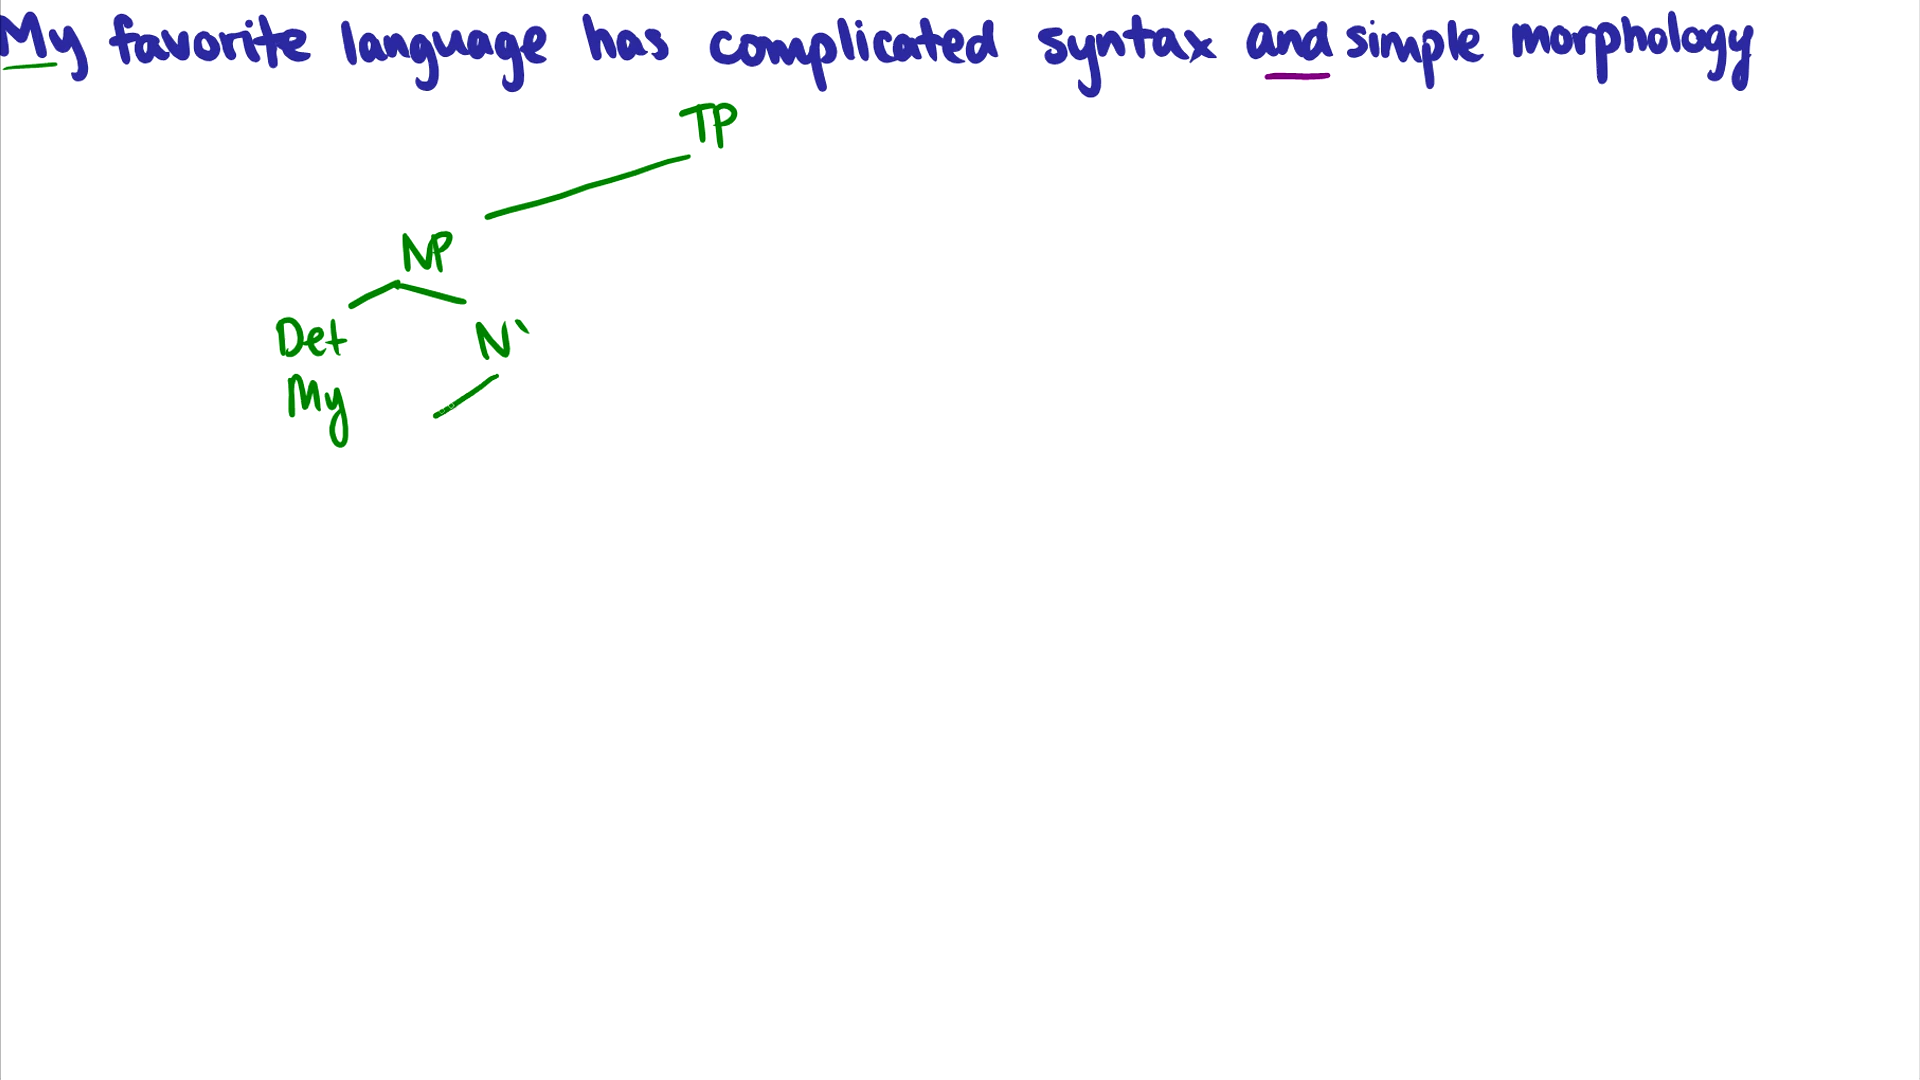 My favorite language has complicated syntax and simple morphology
TP
NP
Det N'
My